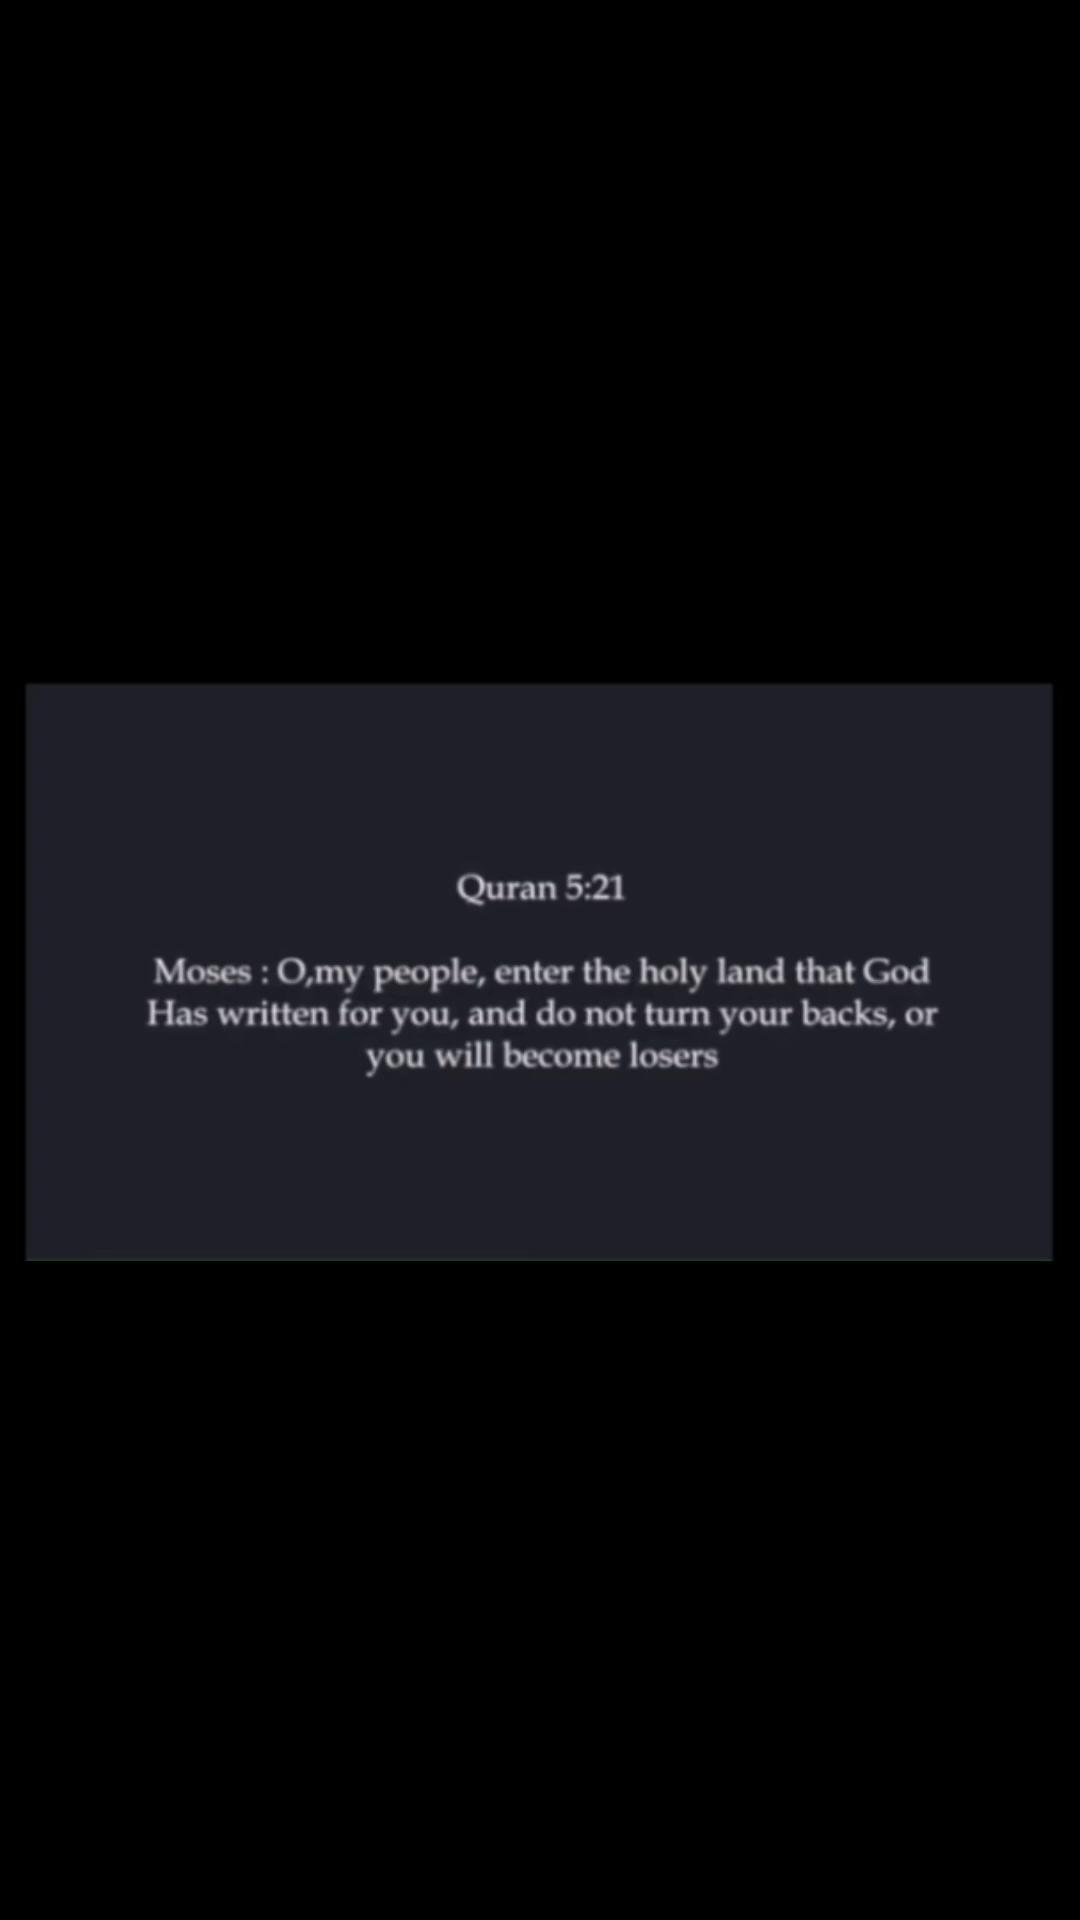 Quran 5:21
Moses : O,my people, enter the holy land that God
Has written for you, and do not turn your backs, or
you will become losers